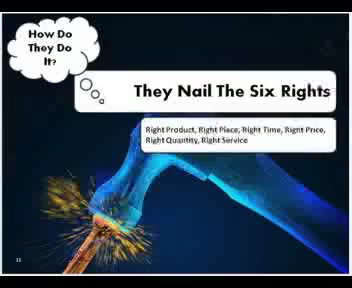 How Do
They Do
It?
They Nail The Six Rights
Right Product, Right Place, Right Time, Right Price,
Right Quantity, Right Service
11